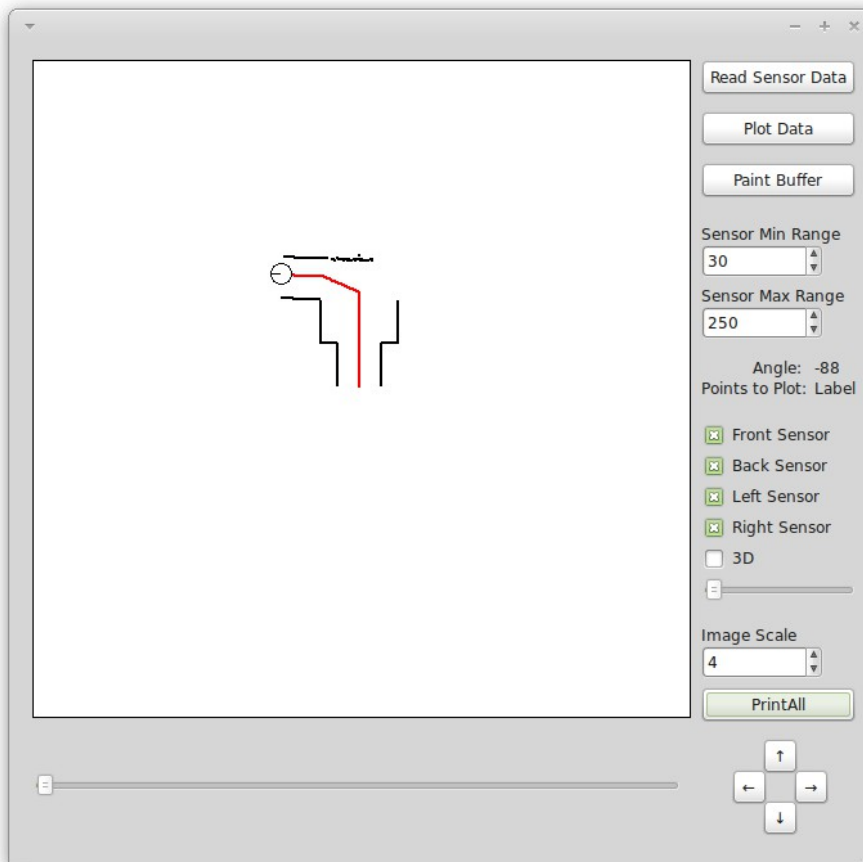 Read Sensor Data
Plot Data
Paint Buffer
Sensor Min Range
30
Sensor Max Range
250
Angle: -88
Points to Plot: Label
Front Sensor
Back Sensor
Left Sensor
Right Sensor
3D
Image Scale
4
PrintAll
↑
← →
↓